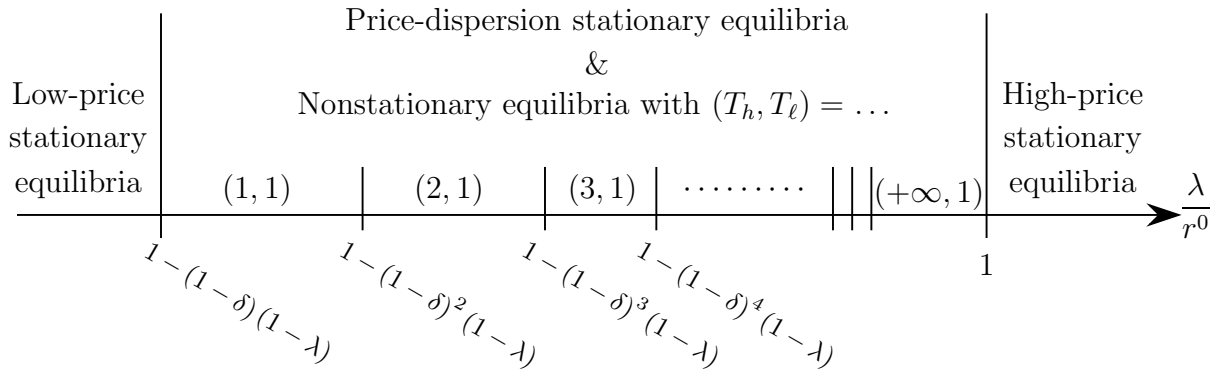 Price-dispersion stationary equilibria
&
Nonstationary equilibria with (T_h, T_ℓ) = …
Low-price
stationary
equilibria
High-price
stationary
equilibria
(1, 1)
(2, 1)
(3, 1)
·········
(+∞, 1)
λ
r⁰
1−(1−δ)(1−λ)
1−(1−δ)²(1−λ)
1−(1−δ)³(1−λ)
1−(1−δ)⁴(1−λ)
1